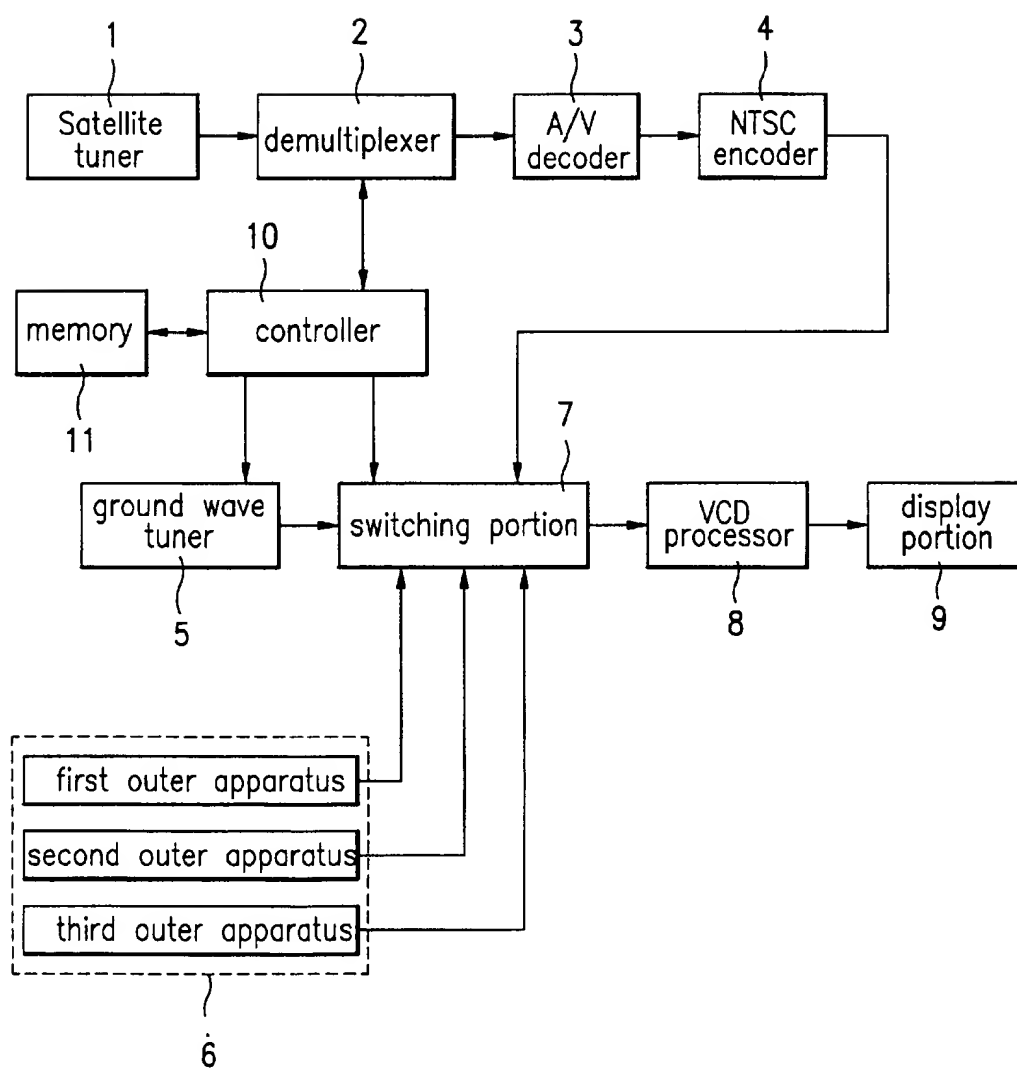 1
2
3
4
Satellite
tuner
demultiplexer
A/V
decoder
NTSC
encoder
10
memory
controller
11
7
ground wave
tuner
switching portion
VCD
processor
display
portion
5
8
9
first outer apparatus
second outer apparatus
third outer apparatus
6